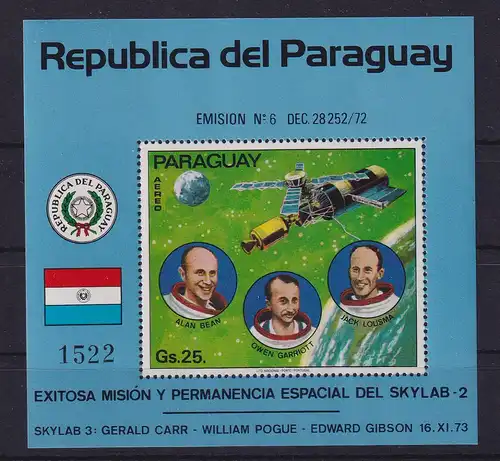 Republica del Paraguay
EMISION Nº 6 DEC. 28252/72
PARAGUAY
AEREO
REPUBLICA DEL PARAGUAY
ALAN BEAN
OWEN GARRIOTT
JACK LOUSMA
1522
Gs.25.
EXITOSA MISIÓN Y PERMANENCIA ESPACIAL DEL SKYLAB-2
SKYLAB 3: GERALD CARR - WILLIAM POGUE - EDWARD GIBSON 16.XI.73